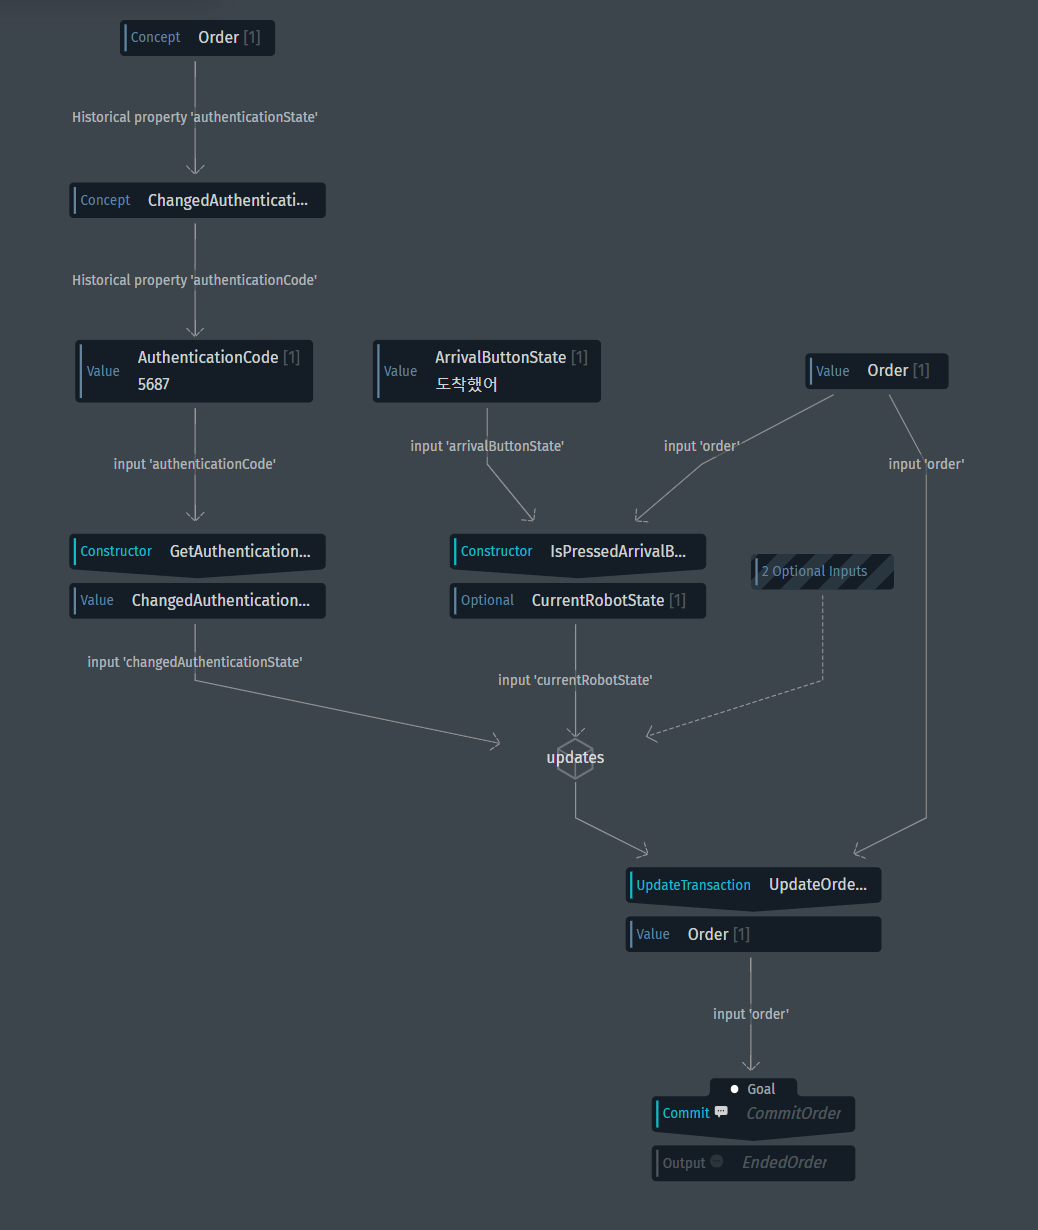 Concept Order [1]
Historical property 'authenticationState'
Concept ChangedAuthenticati...
Historical property 'authenticationCode'
Value AuthenticationCode [1]
5687
Value ArrivalButtonState [1]
도착했어
Value Order [1]
input 'authenticationCode'
input 'arrivalButtonState'
input 'order'
input 'order'
Constructor GetAuthentication...
Value ChangedAuthentication...
Constructor IsPressedArrivalB...
Optional CurrentRobotState [1]
2 Optional Inputs
input 'changedAuthenticationState'
input 'currentRobotState'
updates
UpdateTransaction UpdateOrde...
Value Order [1]
input 'order'
Goal
Commit CommitOrder
Output EndedOrder